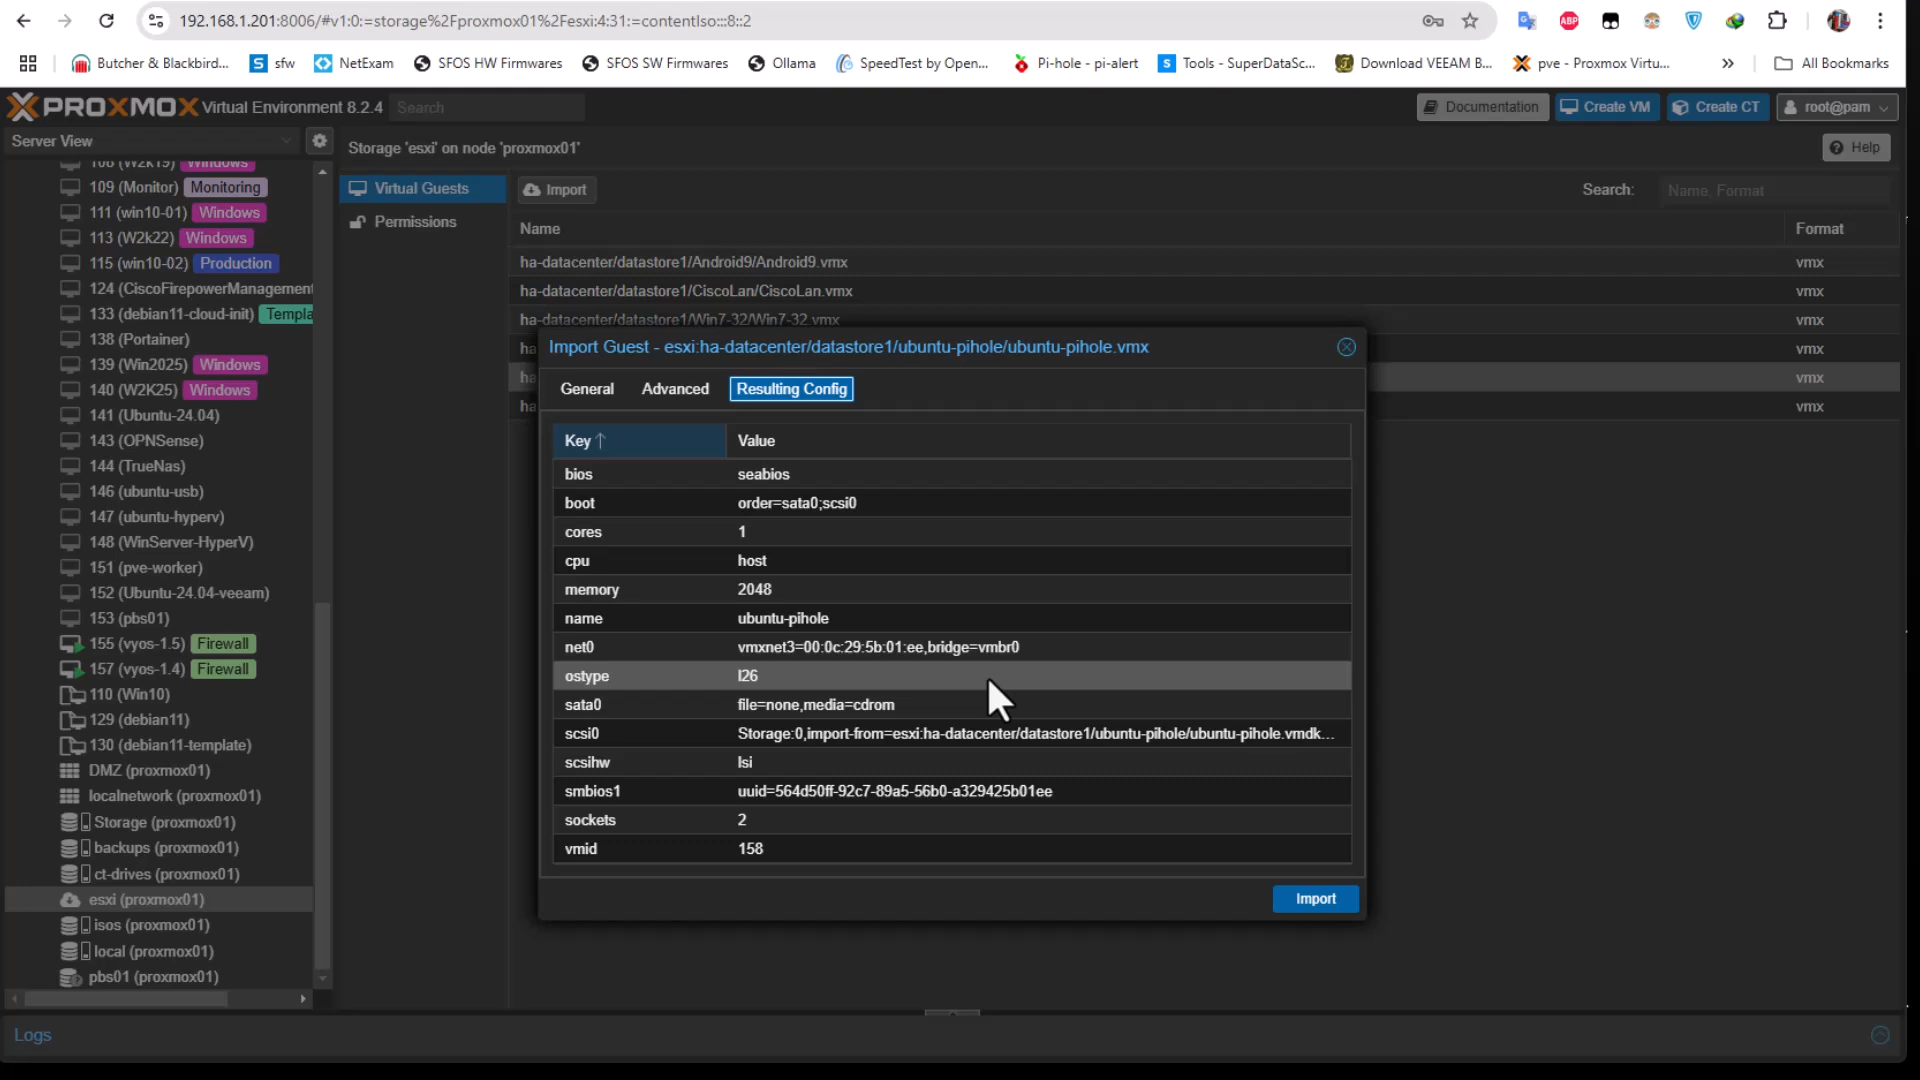 192.168.1.201:8006/#v1:0:=storage%2Fproxmox01%2Fesxi:4:31:=contentIso:::8::2
Butcher & Blackbird... sfw NetExam SFOS HW Firmwares SFOS SW Firmwares Ollama SpeedTest by Open... Pi-hole - pi-alert Tools - SuperDataSc... Download VEEAM B... pve - Proxmox Virtu... » All Bookmarks
PROXMOX Virtual Environment 8.2.4 Search Documentation Create VM Create CT root@pam
Server View
Storage 'esxi' on node 'proxmox01' Help
108 (W2k19) Windows
109 (Monitor) Monitoring
111 (win10-01) Windows
113 (W2k22) Windows
115 (win10-02) Production
124 (CiscoFirepowerManagement
133 (debian11-cloud-init) Templa
138 (Portainer)
139 (Win2025) Windows
140 (W2K25) Windows
141 (Ubuntu-24.04)
143 (OPNSense)
144 (TrueNas)
146 (ubuntu-usb)
147 (ubuntu-hyperv)
148 (WinServer-HyperV)
151 (pve-worker)
152 (Ubuntu-24.04-veeam)
153 (pbs01)
155 (vyos-1.5) Firewall
157 (vyos-1.4) Firewall
110 (Win10)
129 (debian11)
130 (debian11-template)
DMZ (proxmox01)
localnetwork (proxmox01)
Storage (proxmox01)
backups (proxmox01)
ct-drives (proxmox01)
esxi (proxmox01)
isos (proxmox01)
local (proxmox01)
pbs01 (proxmox01)
Virtual Guests
Permissions
Import Search: Name, Format
Name Format
ha-datacenter/datastore1/Android9/Android9.vmx vmx
ha-datacenter/datastore1/CiscoLan/CiscoLan.vmx vmx
ha-datacenter/datastore1/Win7-32/Win7-32.vmx vmx
ha vmx
ha vmx
ha vmx
Import Guest - esxi:ha-datacenter/datastore1/ubuntu-pihole/ubuntu-pihole.vmx
General Advanced Resulting Config
Key Value
bios seabios
boot order=sata0;scsi0
cores 1
cpu host
memory 2048
name ubuntu-pihole
net0 vmxnet3=00:0c:29:5b:01:ee,bridge=vmbr0
ostype l26
sata0 file=none,media=cdrom
scsi0 Storage:0,import-from=esxi:ha-datacenter/datastore1/ubuntu-pihole/ubuntu-pihole.vmdk...
scsihw lsi
smbios1 uuid=564d50ff-92c7-89a5-56b0-a329425b01ee
sockets 2
vmid 158
Import
Logs